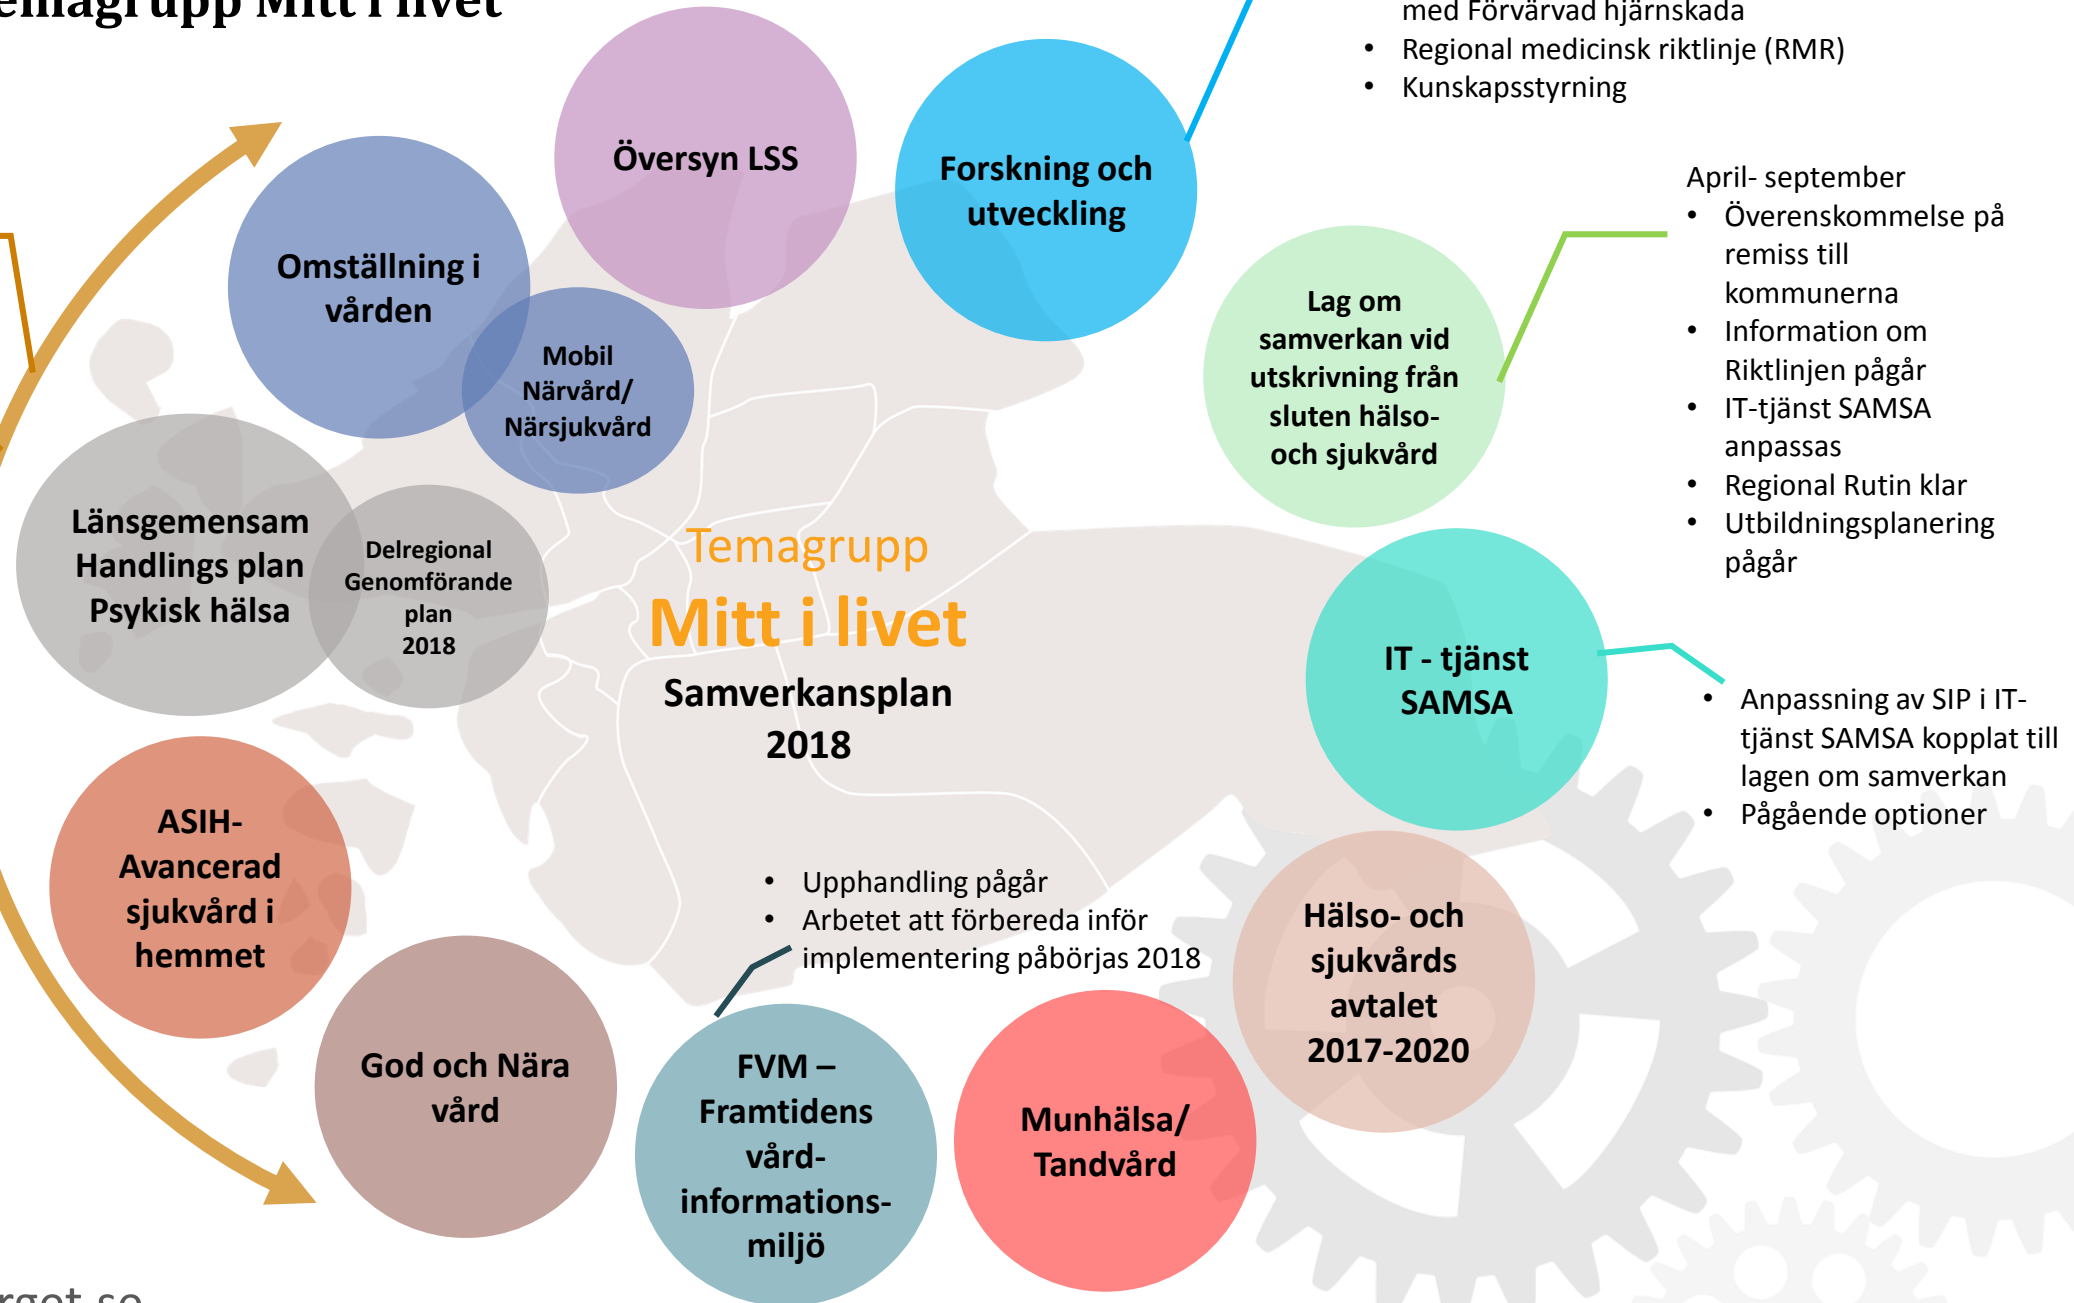 emagrupp Mitt i livet
med Förvärvad hjärnskada
• Regional medicinsk riktlinje (RMR)
• Kunskapsstyrning
Översyn LSS
Forskning och
utveckling
Omställning i
vården
Mobil
Närvård/
Närsjukvård
Lag om
samverkan vid
utskrivning från
sluten hälso-
och sjukvård
April- september
• Överenskommelse på
remiss till
kommunerna
• Information om
Riktlinjen pågår
• IT-tjänst SAMSA
anpassas
• Regional Rutin klar
• Utbildningsplanering
pågår
Länsgemensam
Handlings plan
Psykisk hälsa
Delregional
Genomförande
plan
2018
Temagrupp
Mitt i livet
Samverkansplan
2018
IT - tjänst
SAMSA
• Anpassning av SIP i IT-
tjänst SAMSA kopplat till
lagen om samverkan
• Pågående optioner
ASIH-
Avancerad
sjukvård i
hemmet
• Upphandling pågår
• Arbetet att förbereda inför
implementering påbörjas 2018
Hälso- och
sjukvårds
avtalet
2017-2020
God och Nära
vård
FVM –
Framtidens
vård-
informations-
miljö
Munhälsa/
Tandvård
rget.se